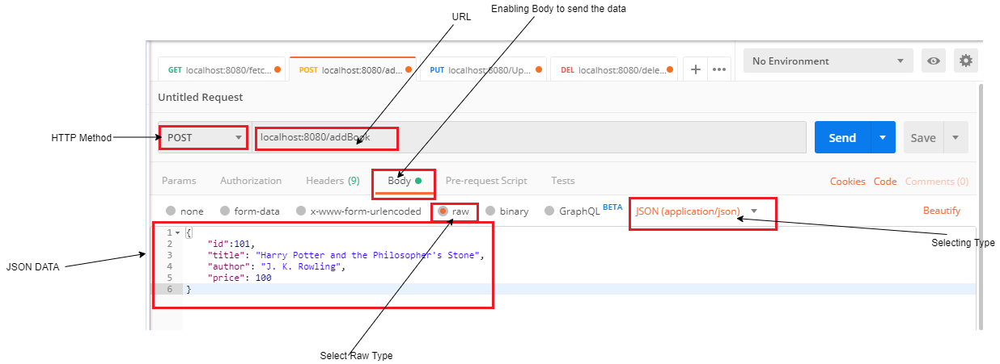 Enabling Body to send the data
URL
GET localhost:8080/fetc... POST localhost:8080/ad... PUT localhost:8080/Up... DEL localhost:8080/dele... + ••• No Environment
Untitled Request
HTTP Method POST localhost:8080/addBook Send Save
Params Authorization Headers (9) Body Pre-request Script Tests Cookies Code Comments (0)
none form-data x-www-form-urlencoded raw binary GraphQL BETA JSON (application/json) Beautify
1 {
2 "id":101,
Selecting Type
3 "title": "Harry Potter and the Philosopher's Stone",
JSON DATA
4 "author": "J. K. Rowling",
5 "price": 100
6 }
Select Raw Type